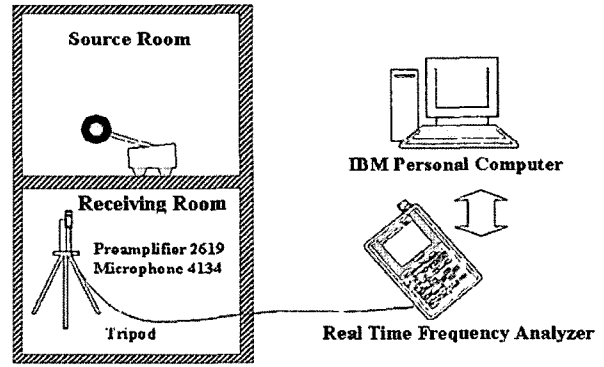 Source Room
IBM Personal Computer
Receiving Room
Preamplifier 2619
Microphone 4134
Tripod
Real Time Frequency Analyzer